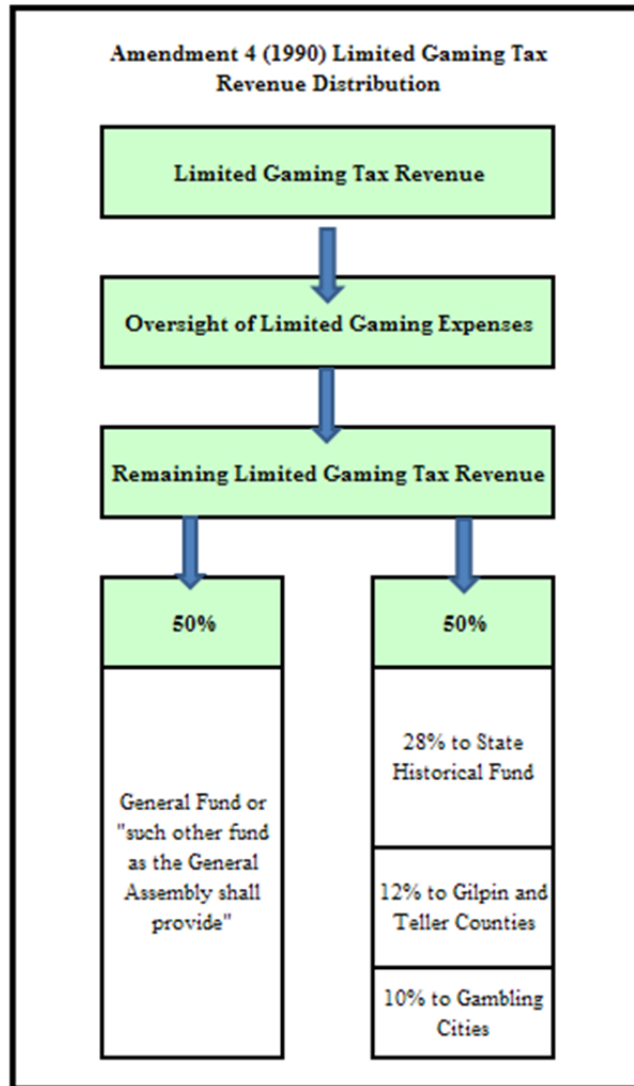 Amendment 4 (1990) Limited Gaming Tax
Revenue Distribution
Limited Gaming Tax Revenue
Oversight of Limited Gaming Expenses
Remaining Limited Gaming Tax Revenue
50%
General Fund or
"such other fund
as the General
Assembly shall
provide"
50%
28% to State
Historical Fund
12% to Gilpin and
Teller Counties
10% to Gambling
Cities